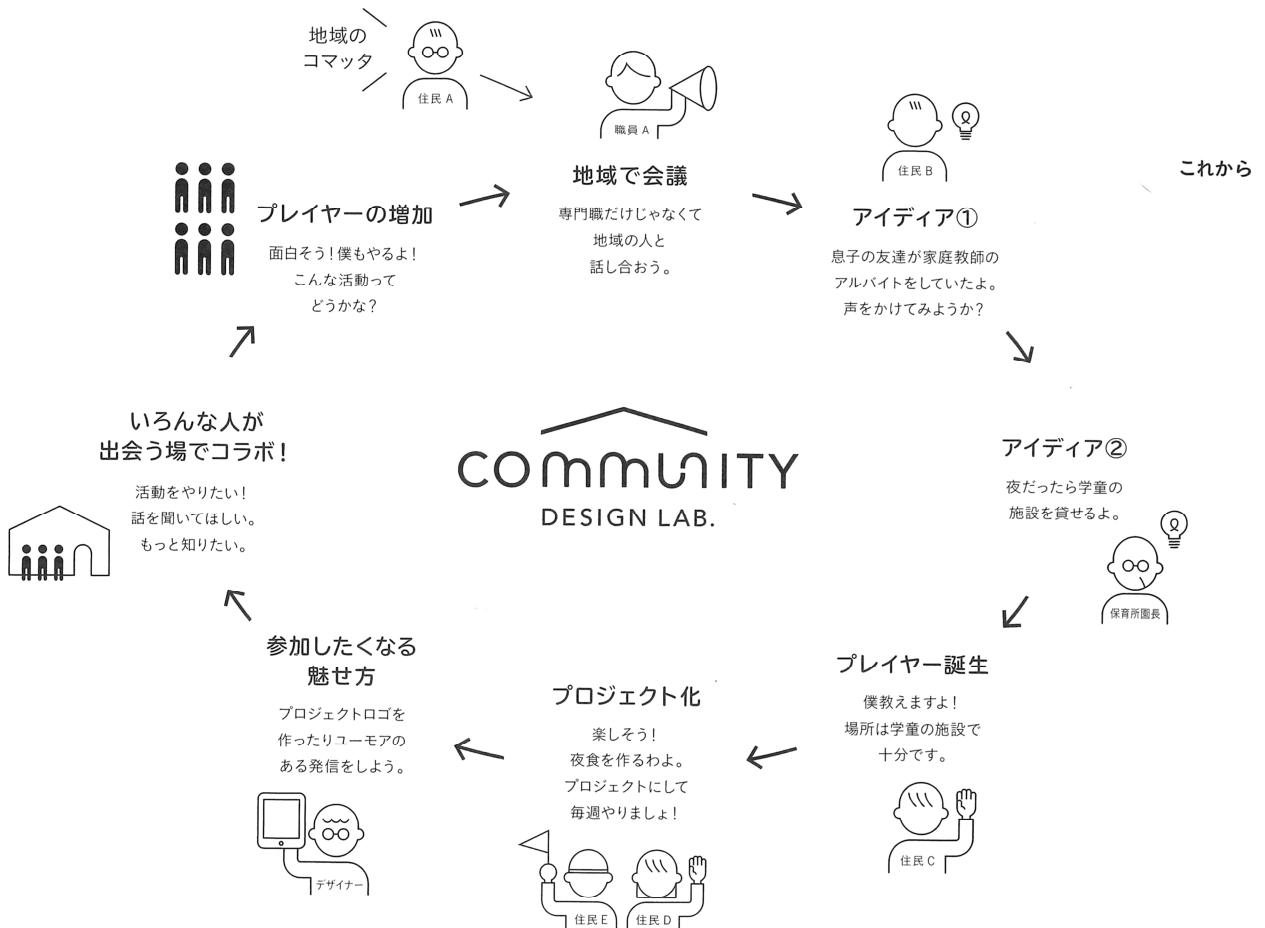 地域の
コマッタ
住民 A
職員 A
地域で会議
専門職だけじゃなくて
地域の人と
話し合おう。
住民 B
アイディア①
息子の友達が家庭教師の
アルバイトをしていたよ。
声をかけてみようか？
これから
アイディア②
夜だったら学童の
施設を貸せるよ。
保育所園長
プレイヤー誕生
僕教えますよ！
場所は学童の施設で
十分です。
住民 C
プロジェクト化
楽しそう！
夜食を作るわよ。
プロジェクトにして
毎週やりましょ！
住民 E
住民 D
参加したくなる
魅せ方
プロジェクトロゴを
作ったりユーモアの
ある発信をしよう。
デザイナー
いろんな人が
出会う場でコラボ！
活動をやりたい！
話を聞いてほしい。
もっと知りたい。
プレイヤーの増加
面白そう！僕もやるよ！
こんな活動って
どうかな？
COMMUNITY
DESIGN LAB.